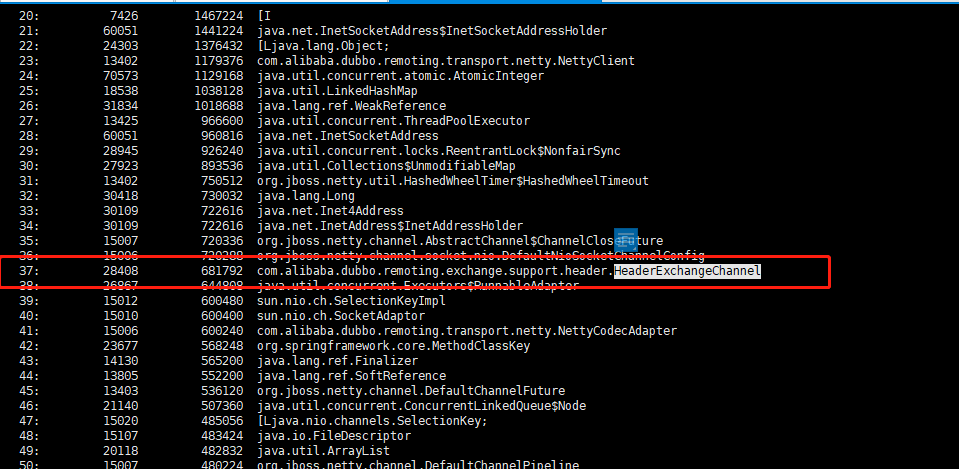 20: 7426 1467224 [I
21: 60051 1441224 java.net.InetSocketAddress$InetSocketAddressHolder
22: 24303 1376432 [Ljava.lang.Object;
23: 13402 1179376 com.alibaba.dubbo.remoting.transport.netty.NettyClient
24: 70573 1129168 java.util.concurrent.atomic.AtomicInteger
25: 18538 1038128 java.util.LinkedHashMap
26: 31834 1018688 java.lang.ref.WeakReference
27: 13425 966600 java.util.concurrent.ThreadPoolExecutor
28: 60051 960816 java.net.InetSocketAddress
29: 28945 926240 java.util.concurrent.locks.ReentrantLock$NonfairSync
30: 27923 893536 java.util.Collections$UnmodifiableMap
31: 13402 750512 org.jboss.netty.util.HashedWheelTimer$HashedWheelTimeout
32: 30418 730032 java.lang.Long
33: 30109 722616 java.net.Inet4Address
34: 30109 722616 java.net.InetAddress$InetAddressHolder
35: 15007 720336 org.jboss.netty.channel.AbstractChannel$ChannelCloseFuture
36: 15006 720288 org.jboss.netty.channel.socket.nio.DefaultNioSocketChannelConfig
37: 28408 681792 com.alibaba.dubbo.remoting.exchange.support.header.HeaderExchangeChannel
38: 26867 644808 java.util.concurrent.Executors$RunnableAdapter
39: 15012 600480 sun.nio.ch.SelectionKeyImpl
40: 15010 600400 sun.nio.ch.SocketAdaptor
41: 15006 600240 com.alibaba.dubbo.remoting.transport.netty.NettyCodecAdapter
42: 23677 568248 org.springframework.core.MethodClassKey
43: 14130 565200 java.lang.ref.Finalizer
44: 13805 552200 java.lang.ref.SoftReference
45: 13403 536120 org.jboss.netty.channel.DefaultChannelFuture
46: 21140 507360 java.util.concurrent.ConcurrentLinkedQueue$Node
47: 15020 485056 [Ljava.nio.channels.SelectionKey;
48: 15107 483424 java.io.FileDescriptor
49: 20118 482832 java.util.ArrayList
50: 15007 480224 org.jboss.netty.channel.DefaultChannelPipeline